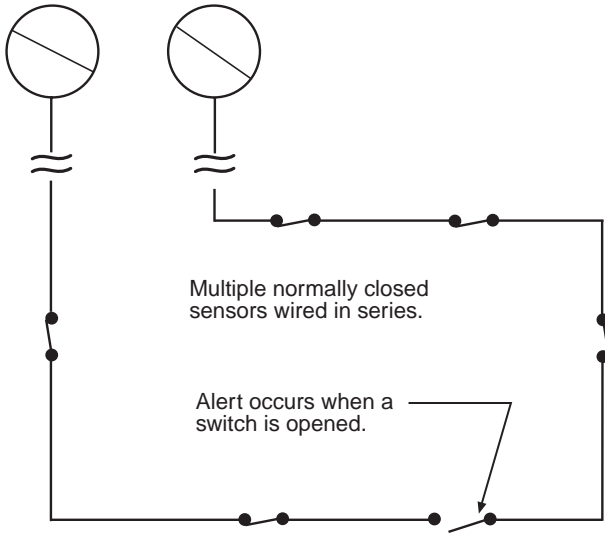 Multiple normally closed
sensors wired in series.
Alert occurs when a
switch is opened.